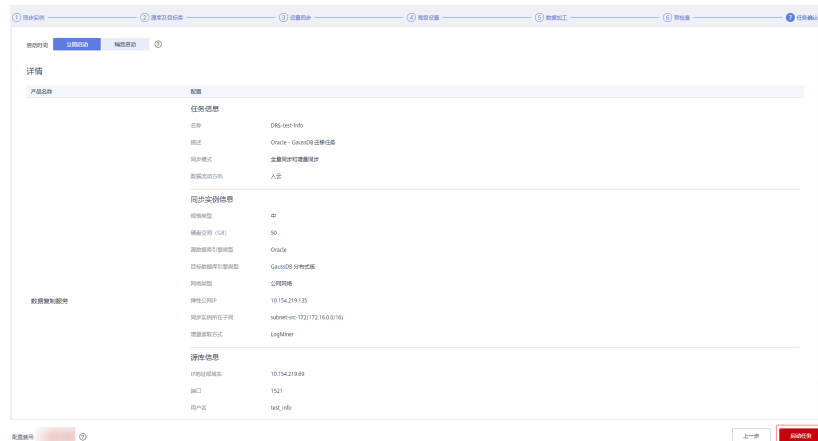 1 同步实例
2 源库及目标库
3 设置同步
4 高级设置
5 数据加工
6 预检查
7 任务确认
启动时间 立即启动 稍后启动 ?
详情
产品名称 配置
任务信息
名称 DRS-test-info
描述 Oracle - GaussDB迁移任务
同步模式 全量同步和增量同步
数据流动方向 入云
同步实例信息
规格类型 中
磁盘空间（GB） 50
源数据库引擎类型 Oracle
目标数据库引擎类型 GaussDB 分布式版
网络类型 公网网络
数据复制服务
弹性公网IP 10.154.219.135
同步实例所在子网 subnet-src-172(172.16.0.0/16)
增量读取方式 LogMiner
源库信息
IP地址或域名 10.154.219.69
端口 1521
用户名 test_info
配置费用 ?
上一步 启动任务